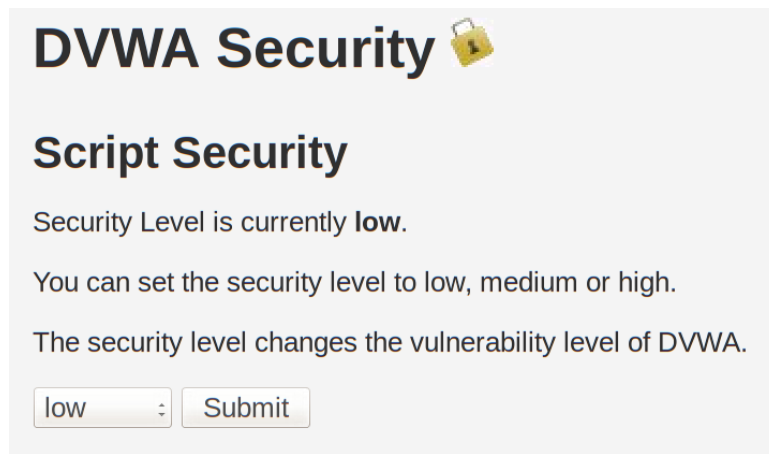 DVWA Security
Script Security
Security Level is currently low.
You can set the security level to low, medium or high.
The security level changes the vulnerability level of DVWA.
low Submit